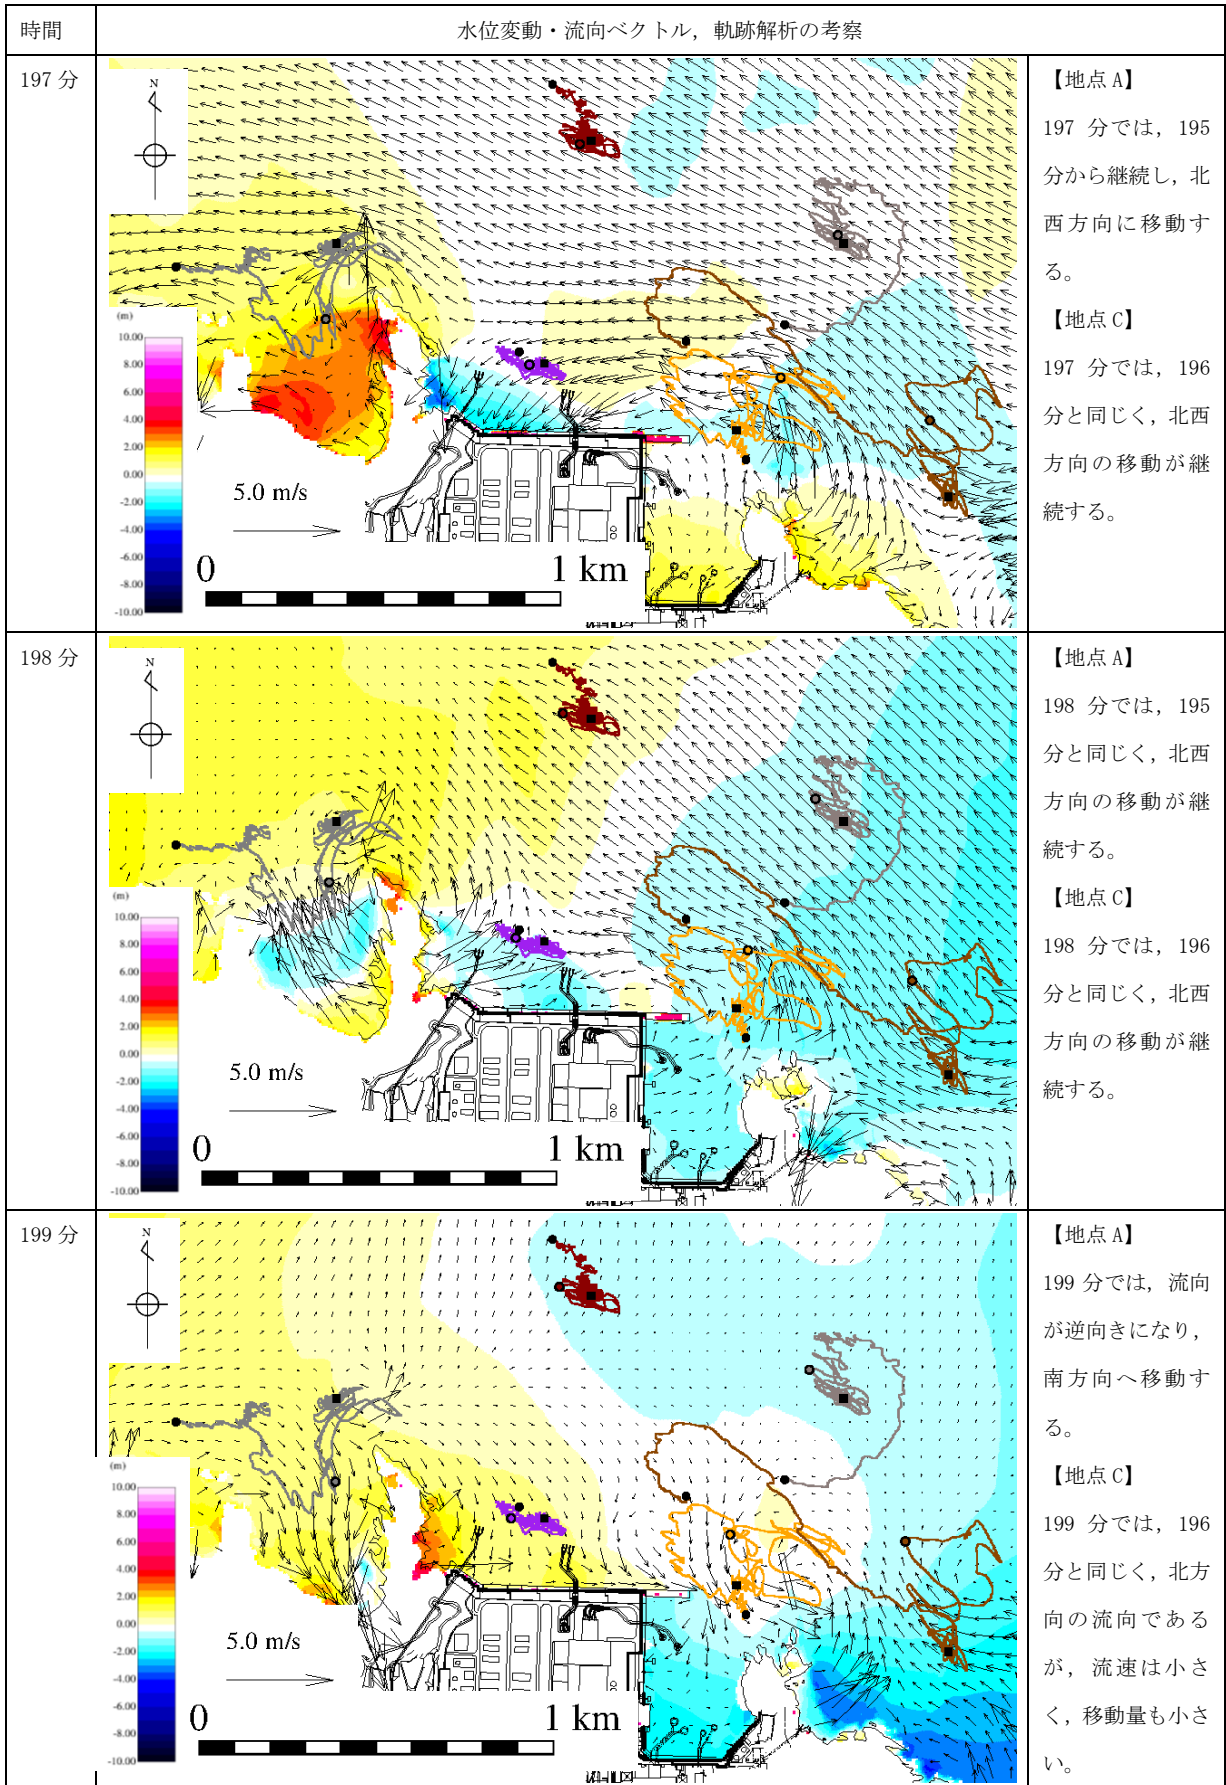 時間
水位変動・流向ベクトル，軌跡解析の考察
197 分
N
(m)
10.00
8.00
6.00
4.00
2.00
0.00
-2.00
-4.00
-6.00
-8.00
-10.00
5.0 m/s
0
1 km
【地点 A】
197 分では，195
分から継続し，北
西方向に移動す
る。
【地点 C】
197 分では，196
分と同じく，北西
方向の移動が継
続する。
198 分
N
(m)
10.00
8.00
6.00
4.00
2.00
0.00
-2.00
-4.00
-6.00
-8.00
-10.00
5.0 m/s
0
1 km
【地点 A】
198 分では，195
分と同じく，北西
方向の移動が継
続する。
【地点 C】
198 分では，196
分と同じく，北西
方向の移動が継
続する。
199 分
N
(m)
10.00
8.00
6.00
4.00
2.00
0.00
-2.00
-4.00
-6.00
-8.00
-10.00
5.0 m/s
0
1 km
【地点 A】
199 分では，流向
が逆向きになり，
南方向へ移動す
る。
【地点 C】
199 分では，196
分と同じく，北方
向の流向である
が，流速は小さ
く，移動量も小さ
い。